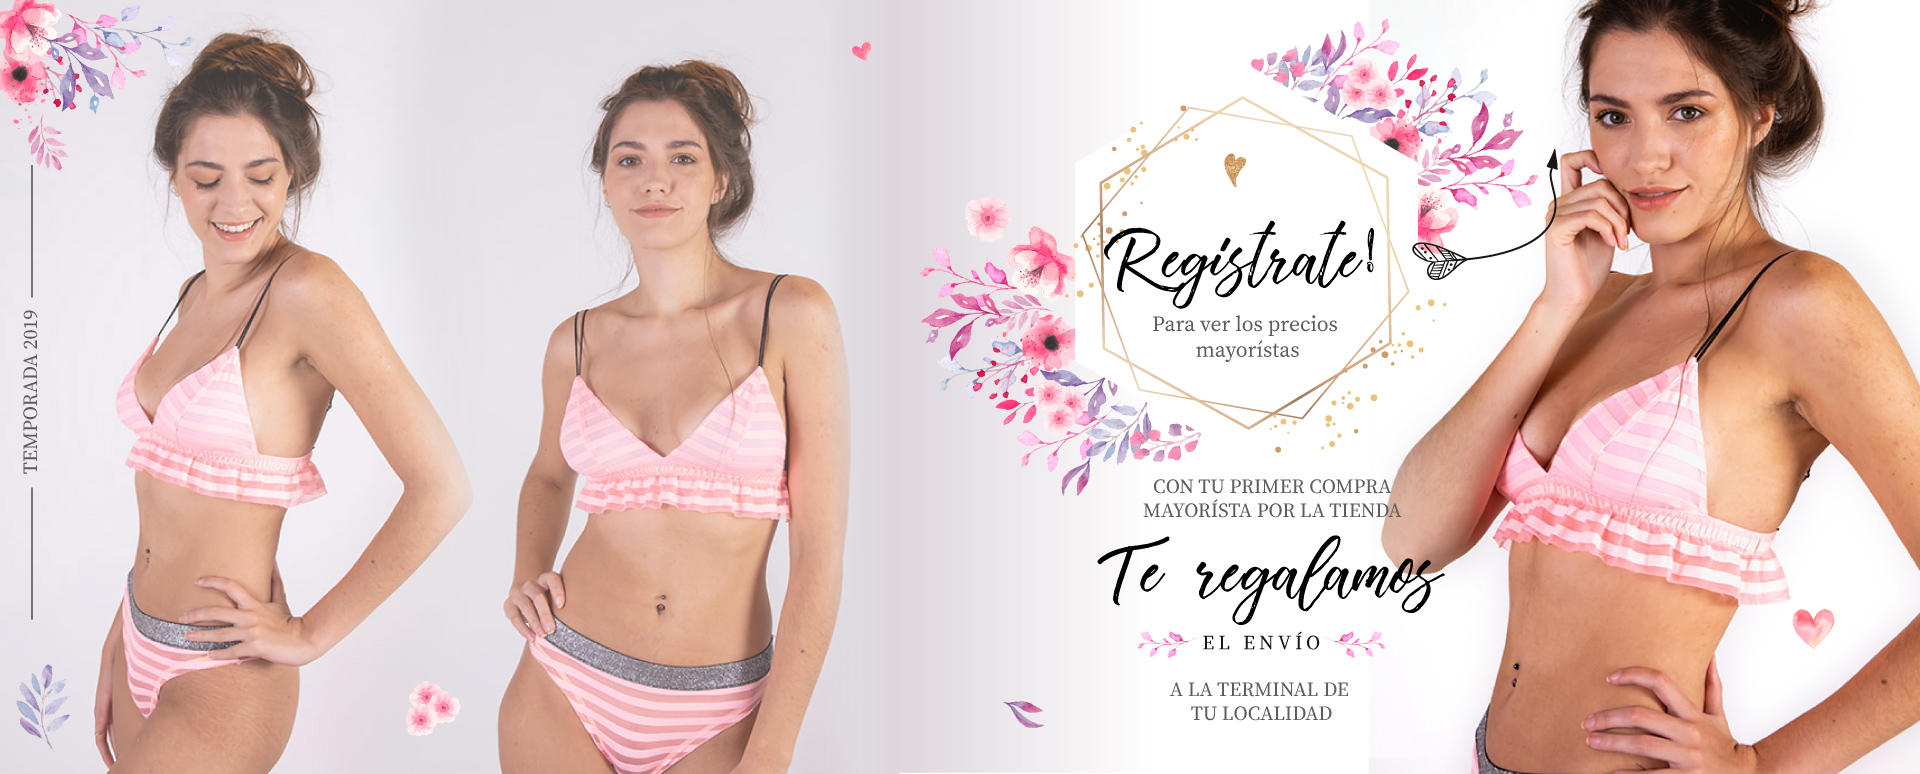 TEMPORADA 2019
Regístrate!
Para ver los precios
mayorístas
CON TU PRIMER COMPRA
MAYORÍSTA POR LA TIENDA
Te regalamos
EL ENVÍO
A LA TERMINAL DE
TU LOCALIDAD